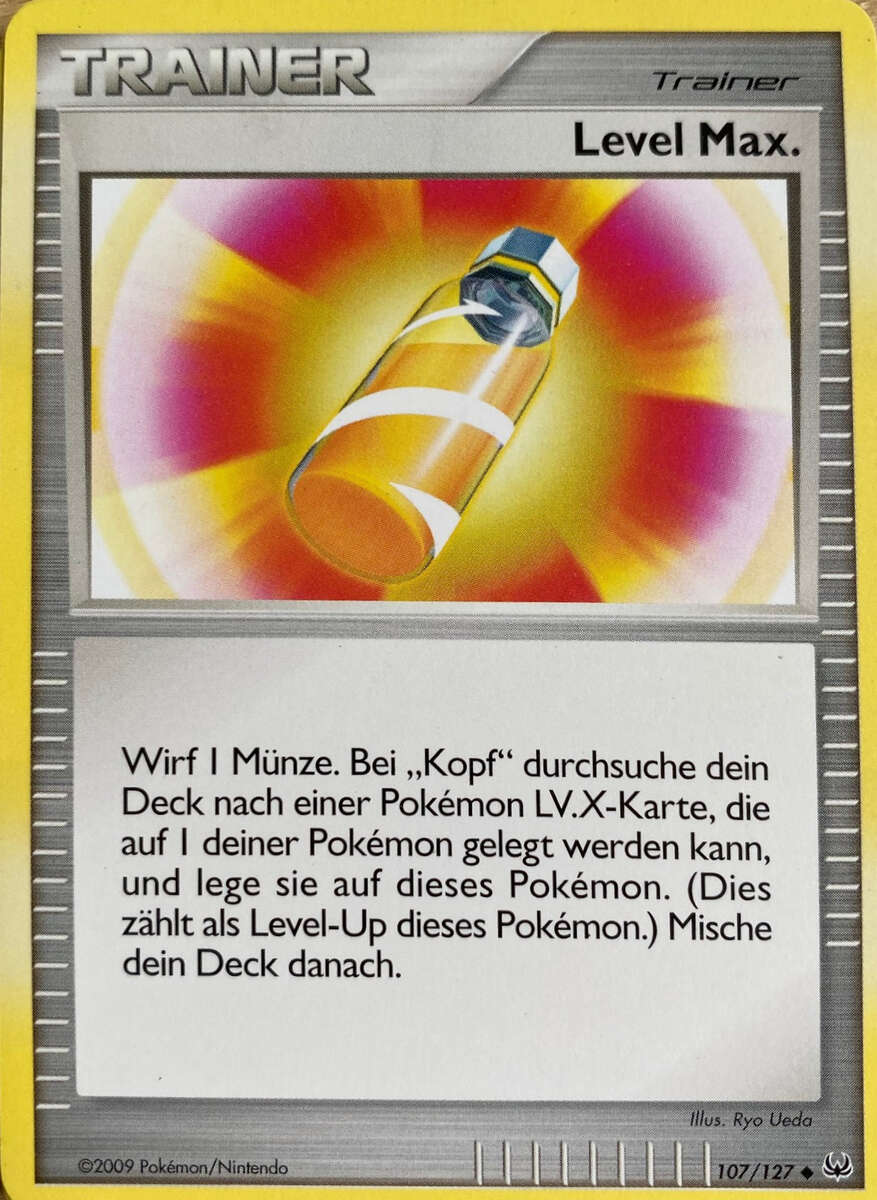 TRAINER
Trainer
Level Max.
Wirf 1 Münze. Bei „Kopf“ durchsuche dein
Deck nach einer Pokémon LV.X-Karte, die
auf 1 deiner Pokémon gelegt werden kann,
und lege sie auf dieses Pokémon. (Dies
zählt als Level-Up dieses Pokémon.) Mische
dein Deck danach.
Illus. Ryo Ueda
©2009 Pokémon/Nintendo
107/127 ◆